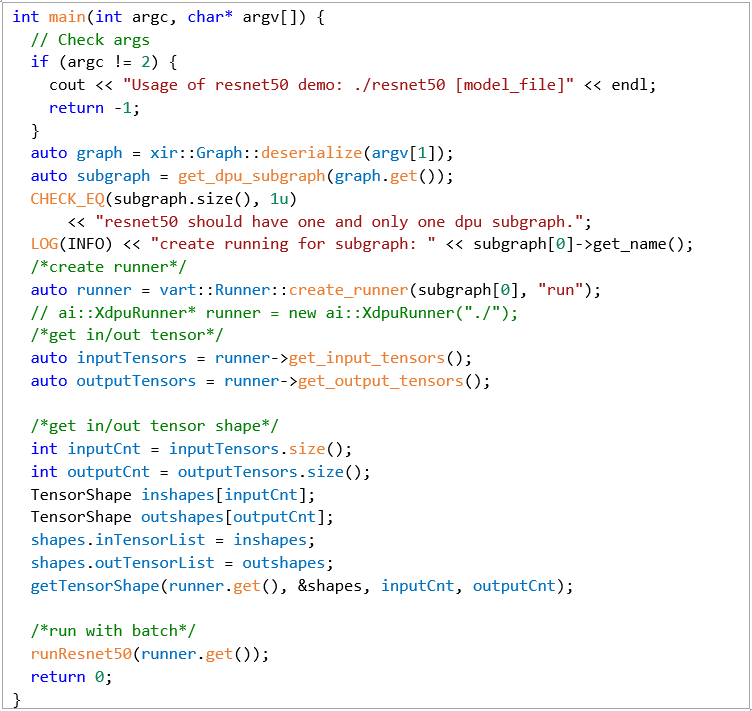 int main(int argc, char* argv[]) {
  // Check args
  if (argc != 2) {
    cout << "Usage of resnet50 demo: ./resnet50 [model_file]" << endl;
    return -1;
  }
  auto graph = xir::Graph::deserialize(argv[1]);
  auto subgraph = get_dpu_subgraph(graph.get());
  CHECK_EQ(subgraph.size(), 1u)
      << "resnet50 should have one and only one dpu subgraph.";
  LOG(INFO) << "create running for subgraph: " << subgraph[0]->get_name();
  /*create runner*/
  auto runner = vart::Runner::create_runner(subgraph[0], "run");
  // ai::XdpuRunner* runner = new ai::XdpuRunner("./");
  /*get in/out tensor*/
  auto inputTensors = runner->get_input_tensors();
  auto outputTensors = runner->get_output_tensors();

  /*get in/out tensor shape*/
  int inputCnt = inputTensors.size();
  int outputCnt = outputTensors.size();
  TensorShape inshapes[inputCnt];
  TensorShape outshapes[outputCnt];
  shapes.inTensorList = inshapes;
  shapes.outTensorList = outshapes;
  getTensorShape(runner.get(), &shapes, inputCnt, outputCnt);

  /*run with batch*/
  runResnet50(runner.get());
  return 0;
}